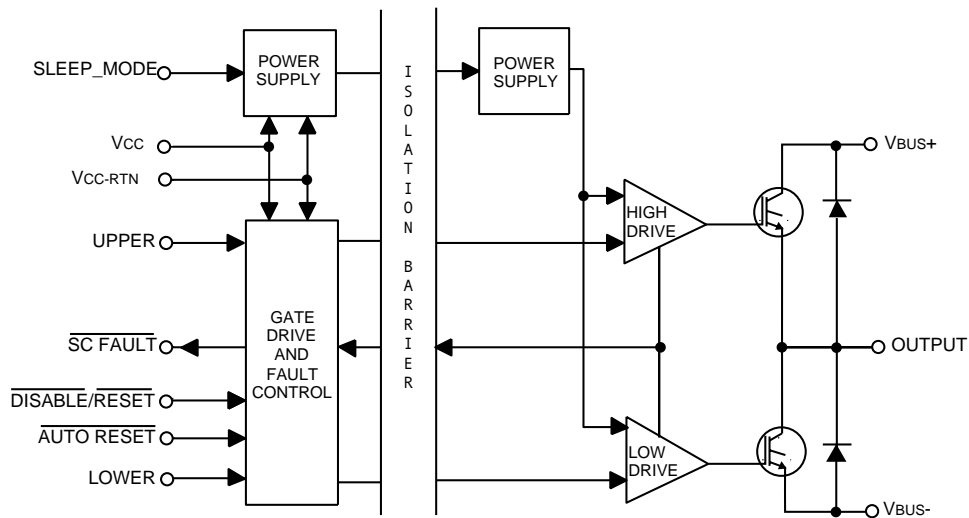 SLEEP_MODE
POWER
SUPPLY
VCC
VCC-RTN
UPPER
SC FAULT
DISABLE/RESET
AUTO RESET
LOWER
GATE
DRIVE
AND
FAULT
CONTROL
ISOLATION BARRIER
POWER
SUPPLY
HIGH
DRIVE
LOW
DRIVE
VBUS+
OUTPUT
VBUS-